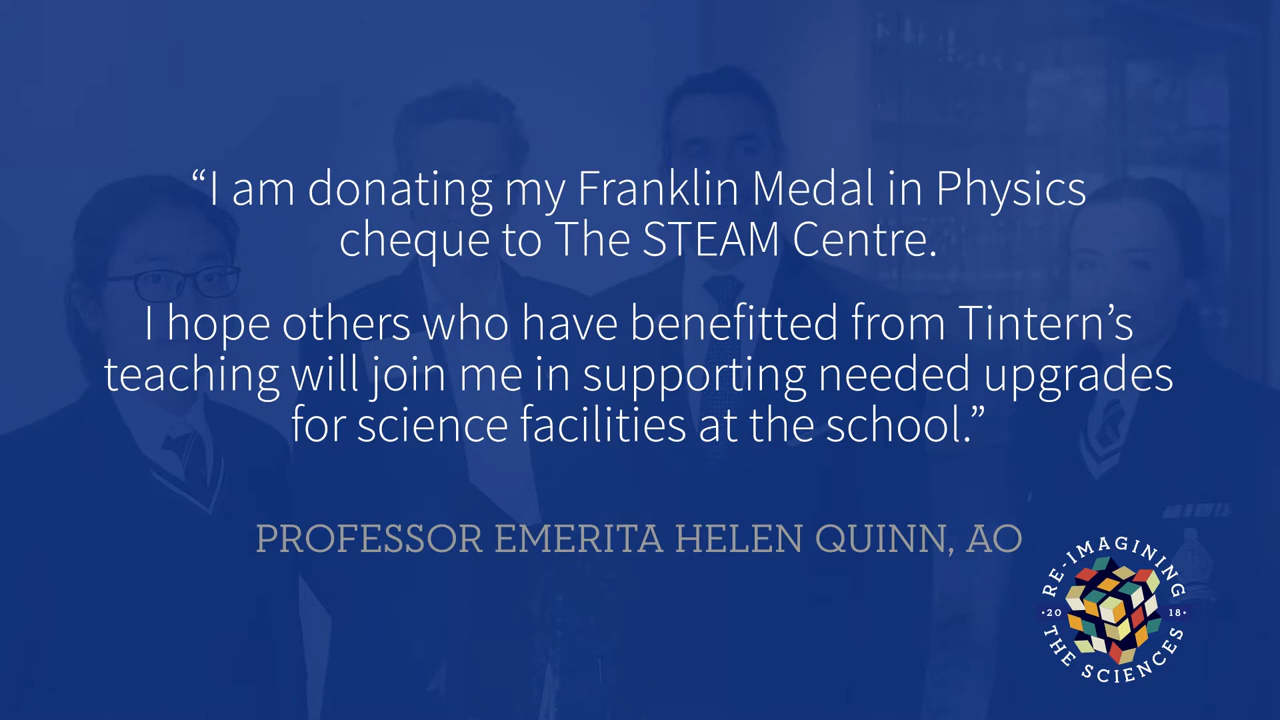 “I am donating my Franklin Medal in Physics
cheque to The STEAM Centre.
I hope others who have benefitted from Tintern’s
teaching will join me in supporting needed upgrades
for science facilities at the school.”
PROFESSOR EMERITA HELEN QUINN, AO
RE-IMAGINING
·20 18·
THE SCIENCES